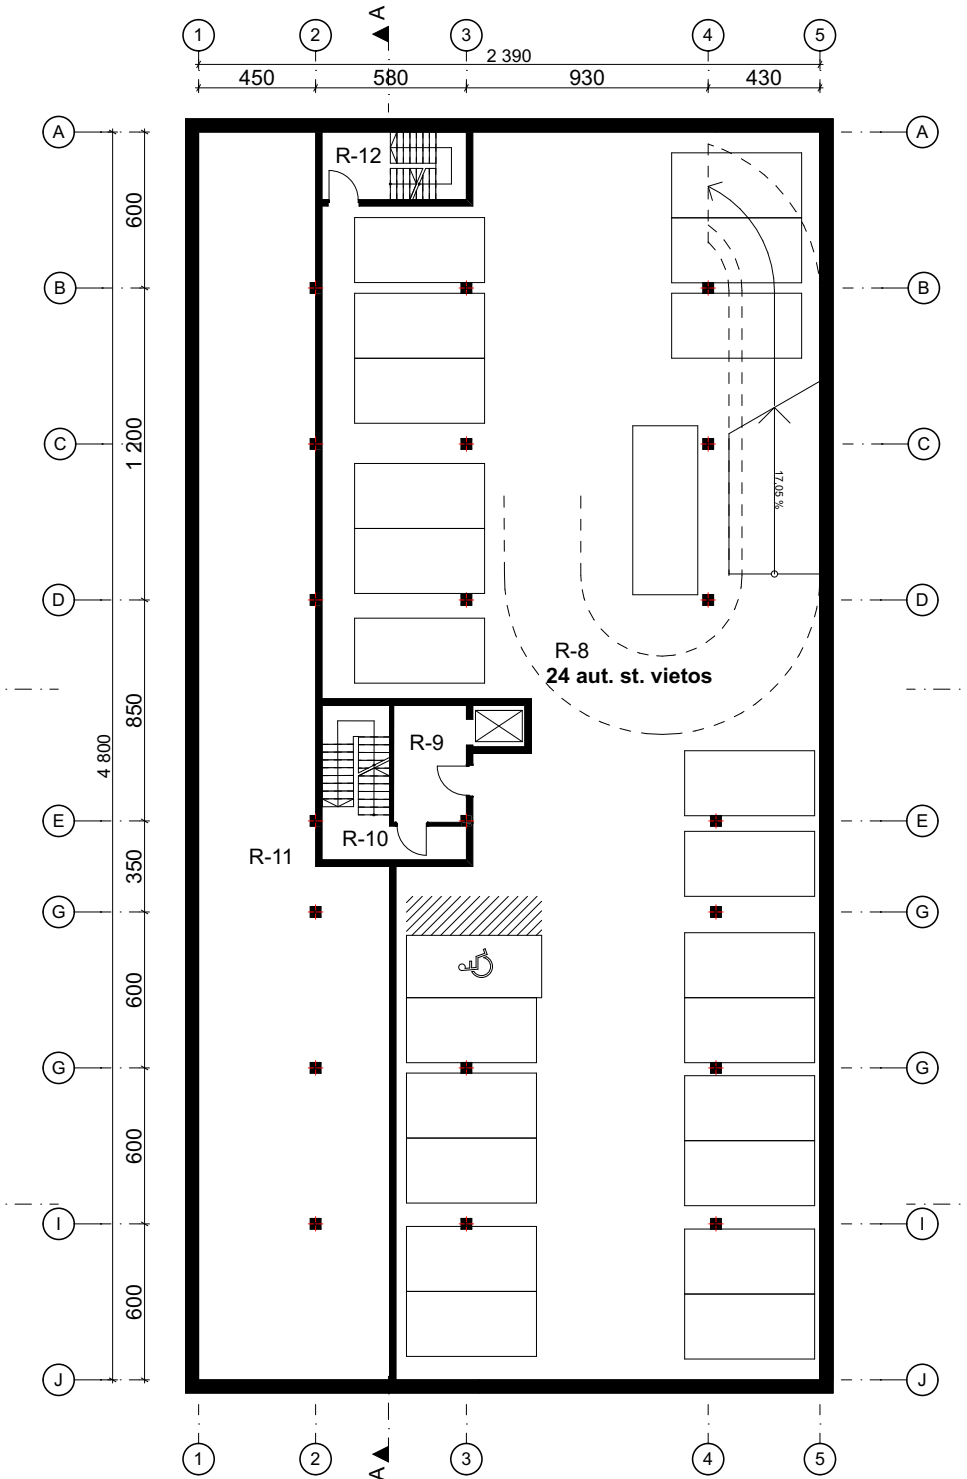 A
1 2 3 4 5
2 390
450 580 930 430
A A
R-12
600
B B
1 200
C C
17.05 %
D D
R-8
24 aut. st. vietos
850
4 800
R-9
E E
R-10
R-11
350
G G
600
G G
600
I I
600
J J
1 2 3 4 5
A